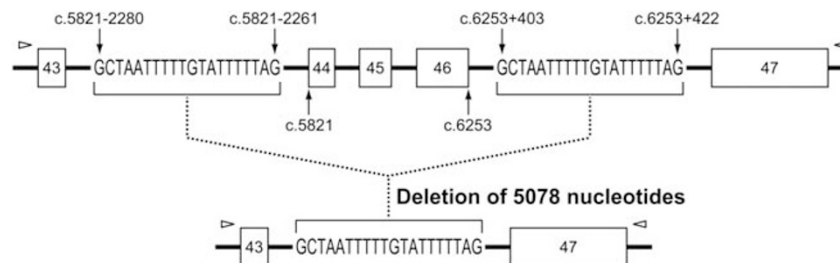 c.5821-2280 c.5821-2261 c.6253+403 c.6253+422
43 GCTAATTTTTGTATTTTTAG 44 45 46 GCTAATTTTTGTATTTTTAG 47
c.5821 c.6253
Deletion of 5078 nucleotides
43 GCTAATTTTTGTATTTTTAG 47